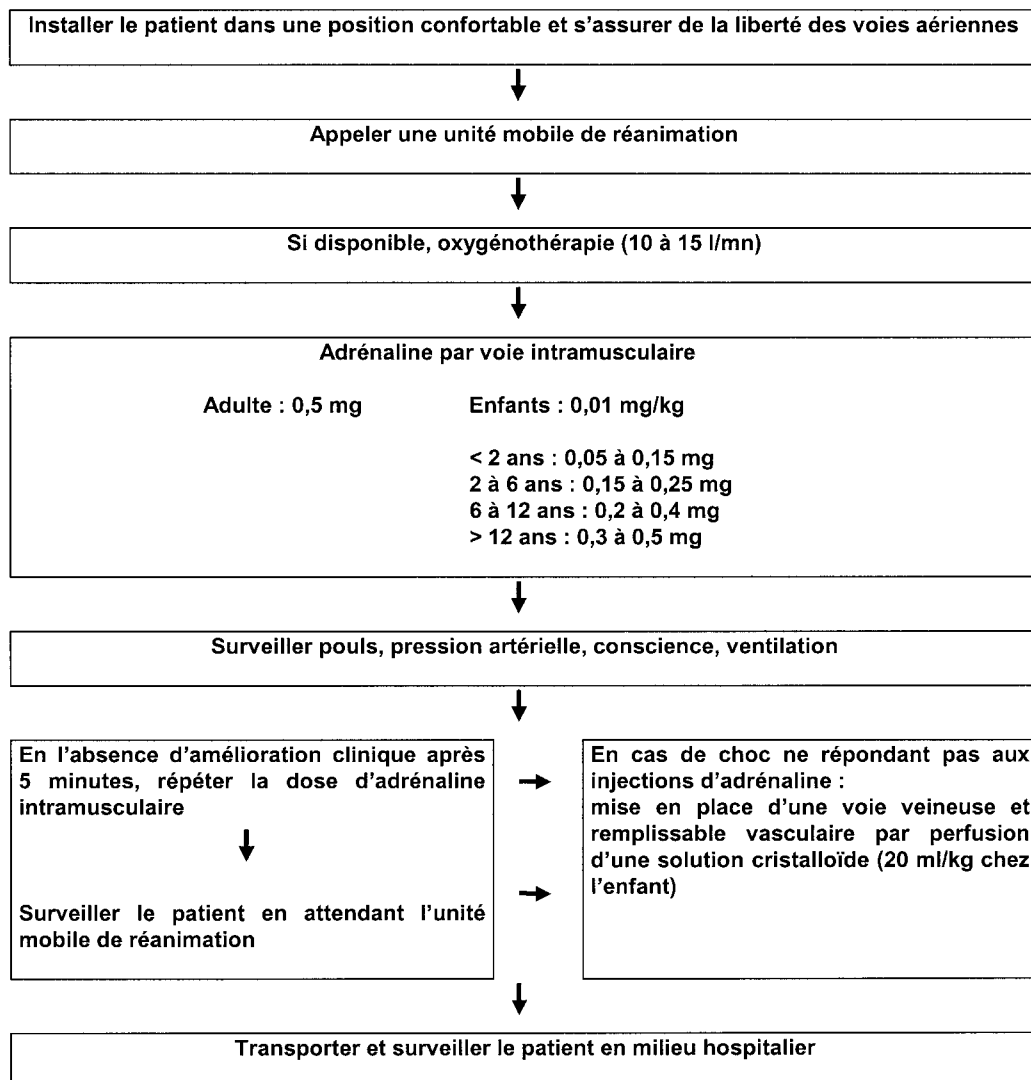 Installer le patient dans une position confortable et s'assurer de la liberté des voies aériennes
Appeler une unité mobile de réanimation
Si disponible, oxygénothérapie (10 à 15 l/mn)
Adrénaline par voie intramusculaire
Adulte : 0,5 mg
Enfants : 0,01 mg/kg
< 2 ans : 0,05 à 0,15 mg
2 à 6 ans : 0,15 à 0,25 mg
6 à 12 ans : 0,2 à 0,4 mg
> 12 ans : 0,3 à 0,5 mg
Surveiller pouls, pression artérielle, conscience, ventilation
En l'absence d'amélioration clinique après
5 minutes, répéter la dose d'adrénaline
intramusculaire
Surveiller le patient en attendant l'unité
mobile de réanimation
En cas de choc ne répondant pas aux
injections d'adrénaline :
mise en place d'une voie veineuse et
remplissable vasculaire par perfusion
d'une solution cristalloïde (20 ml/kg chez
l'enfant)
Transporter et surveiller le patient en milieu hospitalier